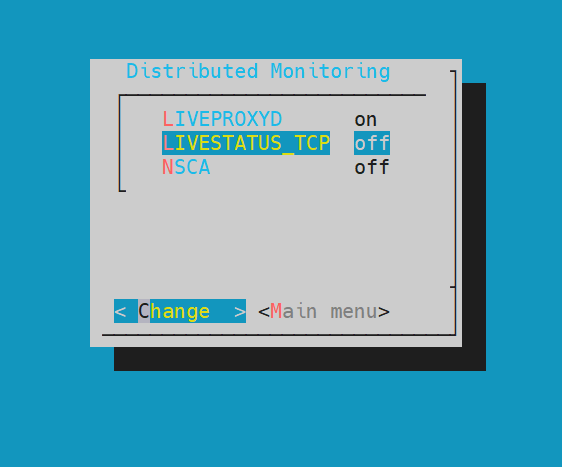 Distributed Monitoring
LIVEPROXYD on
LIVESTATUS_TCP off
NSCA off
< Change > <Main menu>